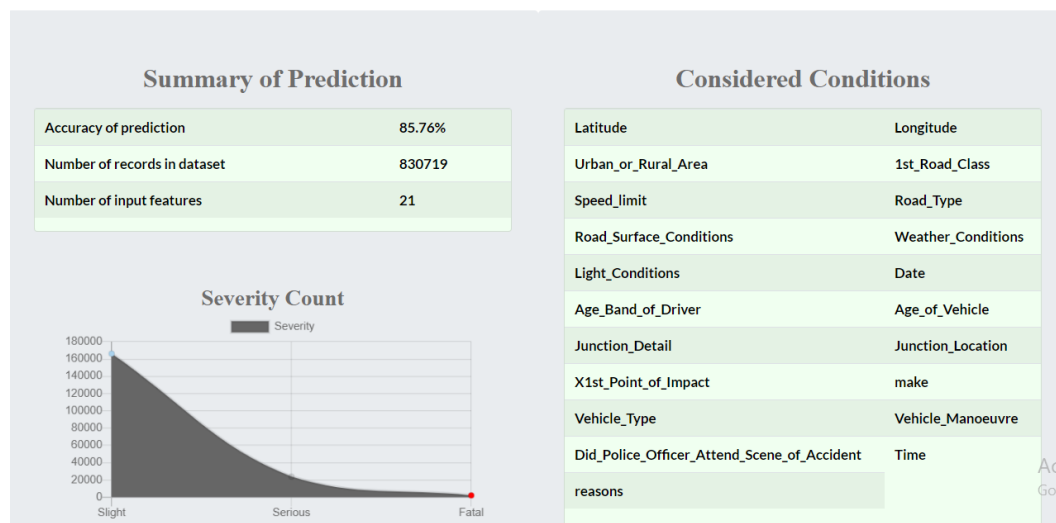 Summary of Prediction
Accuracy of prediction 85.76%
Number of records in dataset 830719
Number of input features 21
Severity Count
Severity
180000
160000
140000
120000
100000
80000
60000
40000
20000
0
Slight Serious Fatal
Considered Conditions
Latitude Longitude
Urban_or_Rural_Area 1st_Road_Class
Speed_limit Road_Type
Road_Surface_Conditions Weather_Conditions
Light_Conditions Date
Age_Band_of_Driver Age_of_Vehicle
Junction_Detail Junction_Location
X1st_Point_of_Impact make
Vehicle_Type Vehicle_Manoeuvre
Did_Police_Officer_Attend_Scene_of_Accident Time
reasons